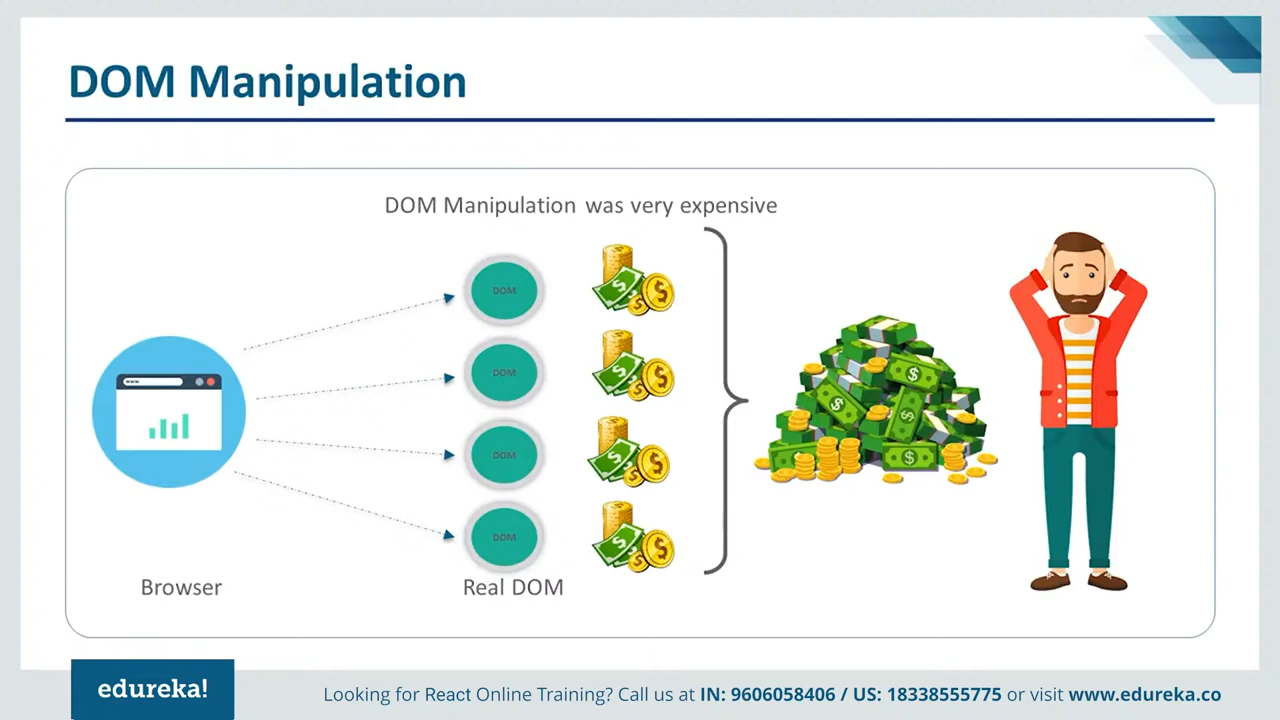 DOM Manipulation
DOM Manipulation was very expensive
www
DOM
DOM
DOM
DOM
Browser
Real DOM
edureka!
Looking for React Online Training? Call us at IN: 9606058406 / US: 18338555775 or visit www.edureka.co